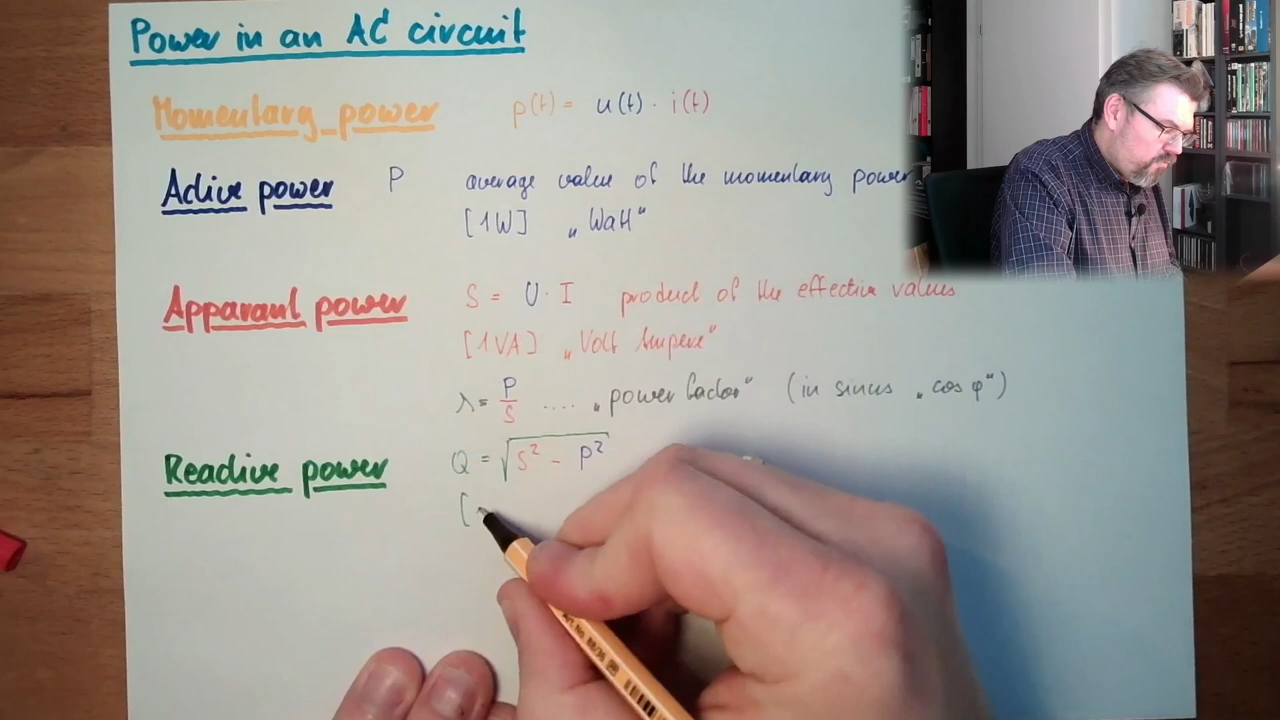 Power in an AC circuit
Momentary power p(t) = u(t) · i(t)
Active power P average value of the momentary power
[1W] „Watt"
Apparant power S = U · I product of the effective values
[1VA] „Volt Ampere"
λ = P/S .... „power factor" (in sinus „cos φ")
Reactive power Q = √(S² - P²)
[